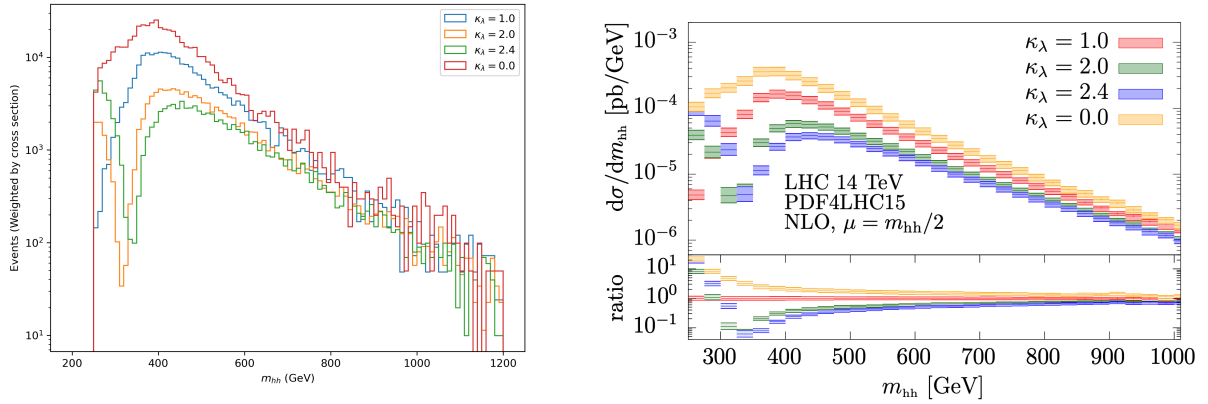 Events (Weighted by cross section)
10⁴
10³
10²
10¹
κλ = 1.0
κλ = 2.0
κλ = 2.4
κλ = 0.0
200
400
600
800
1000
1200
mhh (GeV)
dσ/dmhh [pb/GeV]
10⁻³
10⁻⁴
10⁻⁵
10⁻⁶
κλ = 1.0
κλ = 2.0
κλ = 2.4
κλ = 0.0
LHC 14 TeV
PDF4LHC15
NLO, μ = mhh/2
ratio
10¹
10⁰
10⁻¹
300
400
500
600
700
800
900
1000
mhh [GeV]